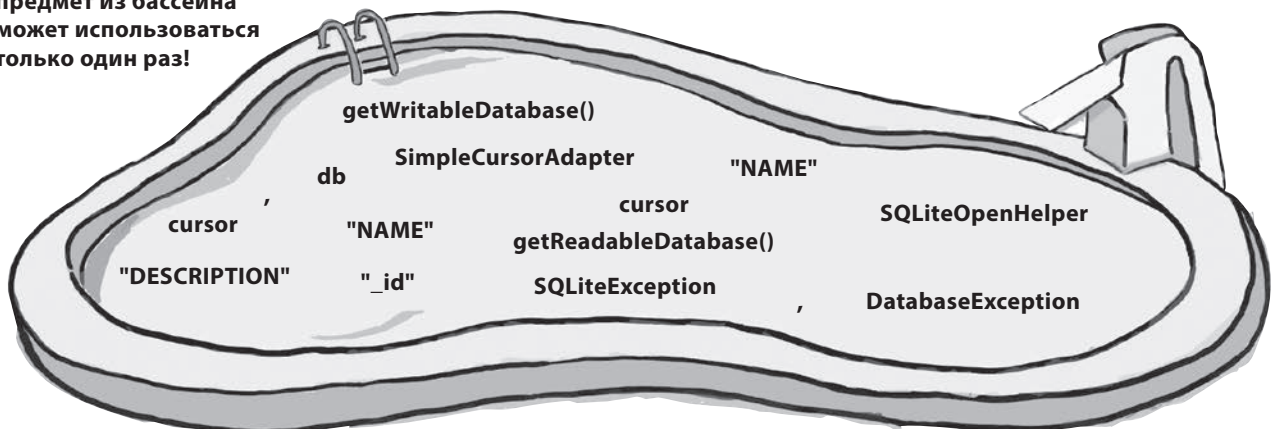 предмет из бассейна
может использоваться
только один раз!
getWritableDatabase()
SimpleCursorAdapter
"NAME"
db
,
cursor
cursor
"NAME"
SQLiteOpenHelper
getReadableDatabase()
"DESCRIPTION"
"_id"
SQLiteException
,
DatabaseException